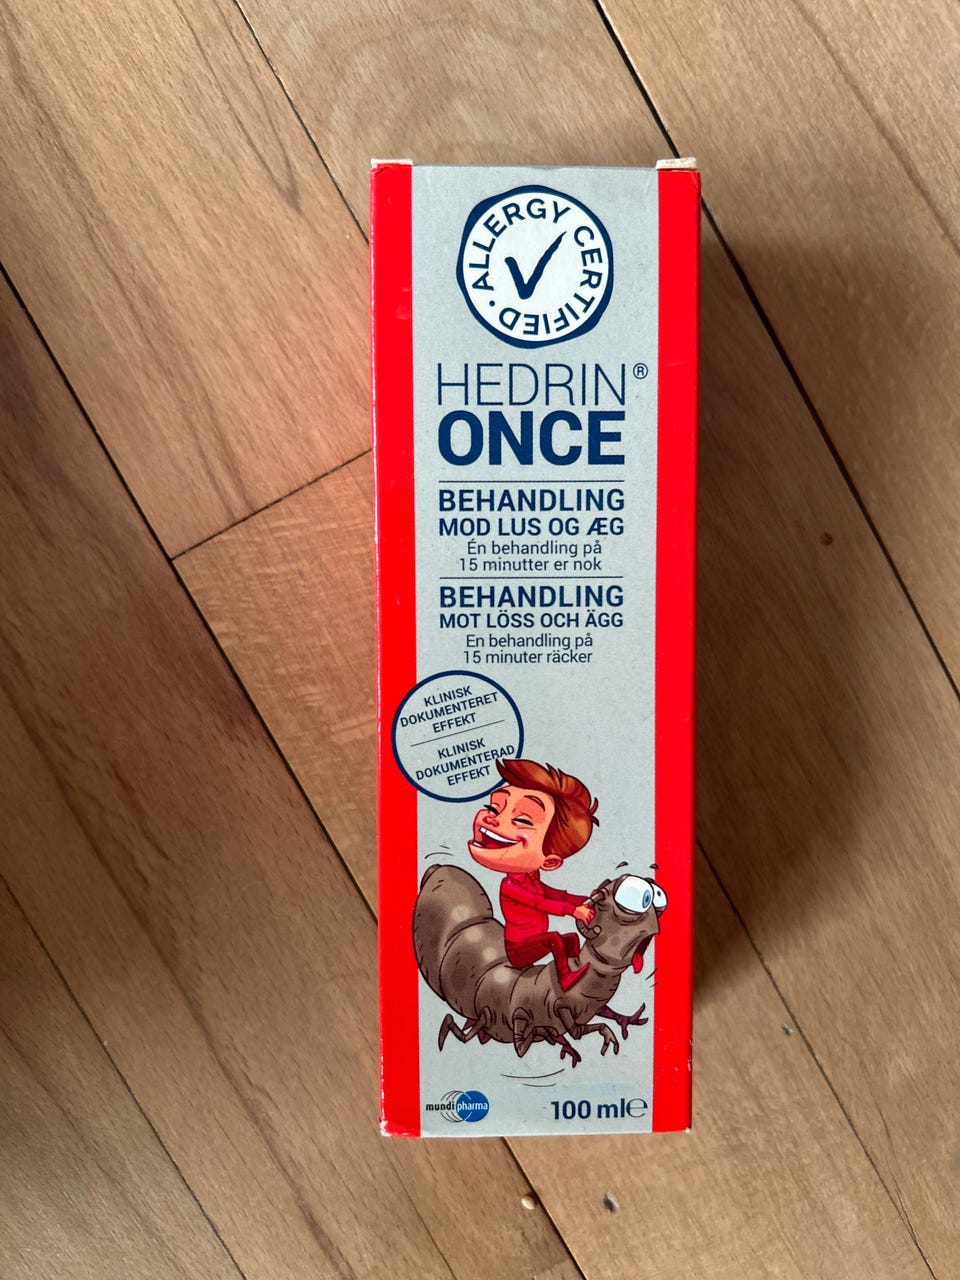 ALLERGY CERTIFIED
HEDRIN®
ONCE
BEHANDLING
MOD LUS OG ÆG
Én behandling på
15 minutter er nok
BEHANDLING
MOT LÖSS OCH ÄGG
En behandling på
15 minuter räcker
KLINISK
DOKUMENTERET
EFFEKT
KLINISK
DOKUMENTERAD
EFFEKT
mundipharma
100 ml℮